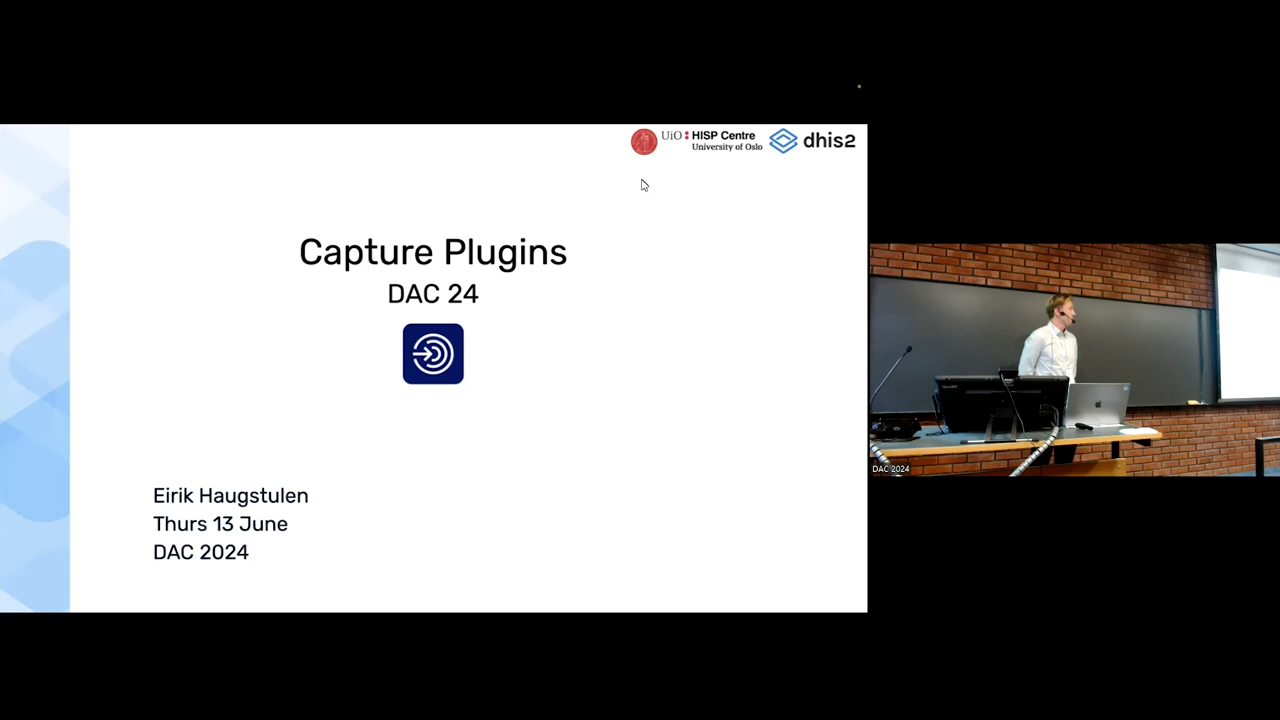 UiO: HISP Centre
University of Oslo
dhis2
Capture Plugins
DAC 24
Eirik Haugstulen
Thurs 13 June
DAC 2024
DAC 2024